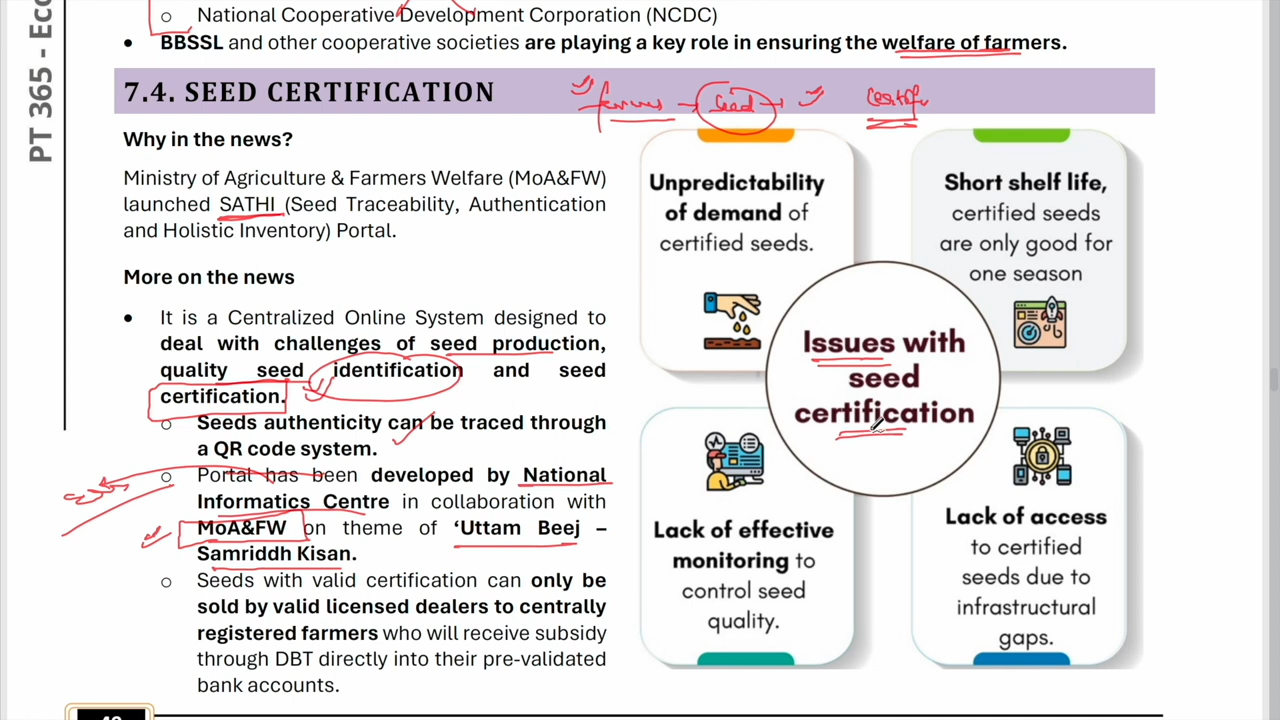 PT 365 - Eco
o National Cooperative Development Corporation (NCDC)
• BBSSL and other cooperative societies are playing a key role in ensuring the welfare of farmers.
7.4. SEED CERTIFICATION
farmers → Seed →
Why in the news?
Ministry of Agriculture & Farmers Welfare (MoA&FW)
launched SATHI (Seed Traceability, Authentication
and Holistic Inventory) Portal.
More on the news
• It is a Centralized Online System designed to
deal with challenges of seed production,
quality seed identification and seed
certification.
o Seeds authenticity can be traced through
a QR code system.
o Portal has been developed by National
Informatics Centre in collaboration with
MoA&FW on theme of ‘Uttam Beej –
Samriddh Kisan.
o Seeds with valid certification can only be
sold by valid licensed dealers to centrally
registered farmers who will receive subsidy
through DBT directly into their pre-validated
bank accounts.
Unpredictability
of demand of
certified seeds.
Short shelf life,
certified seeds
are only good for
one season
Issues with
seed
certification
Lack of effective
monitoring to
control seed
quality.
Lack of access
to certified
seeds due to
infrastructural
gaps.